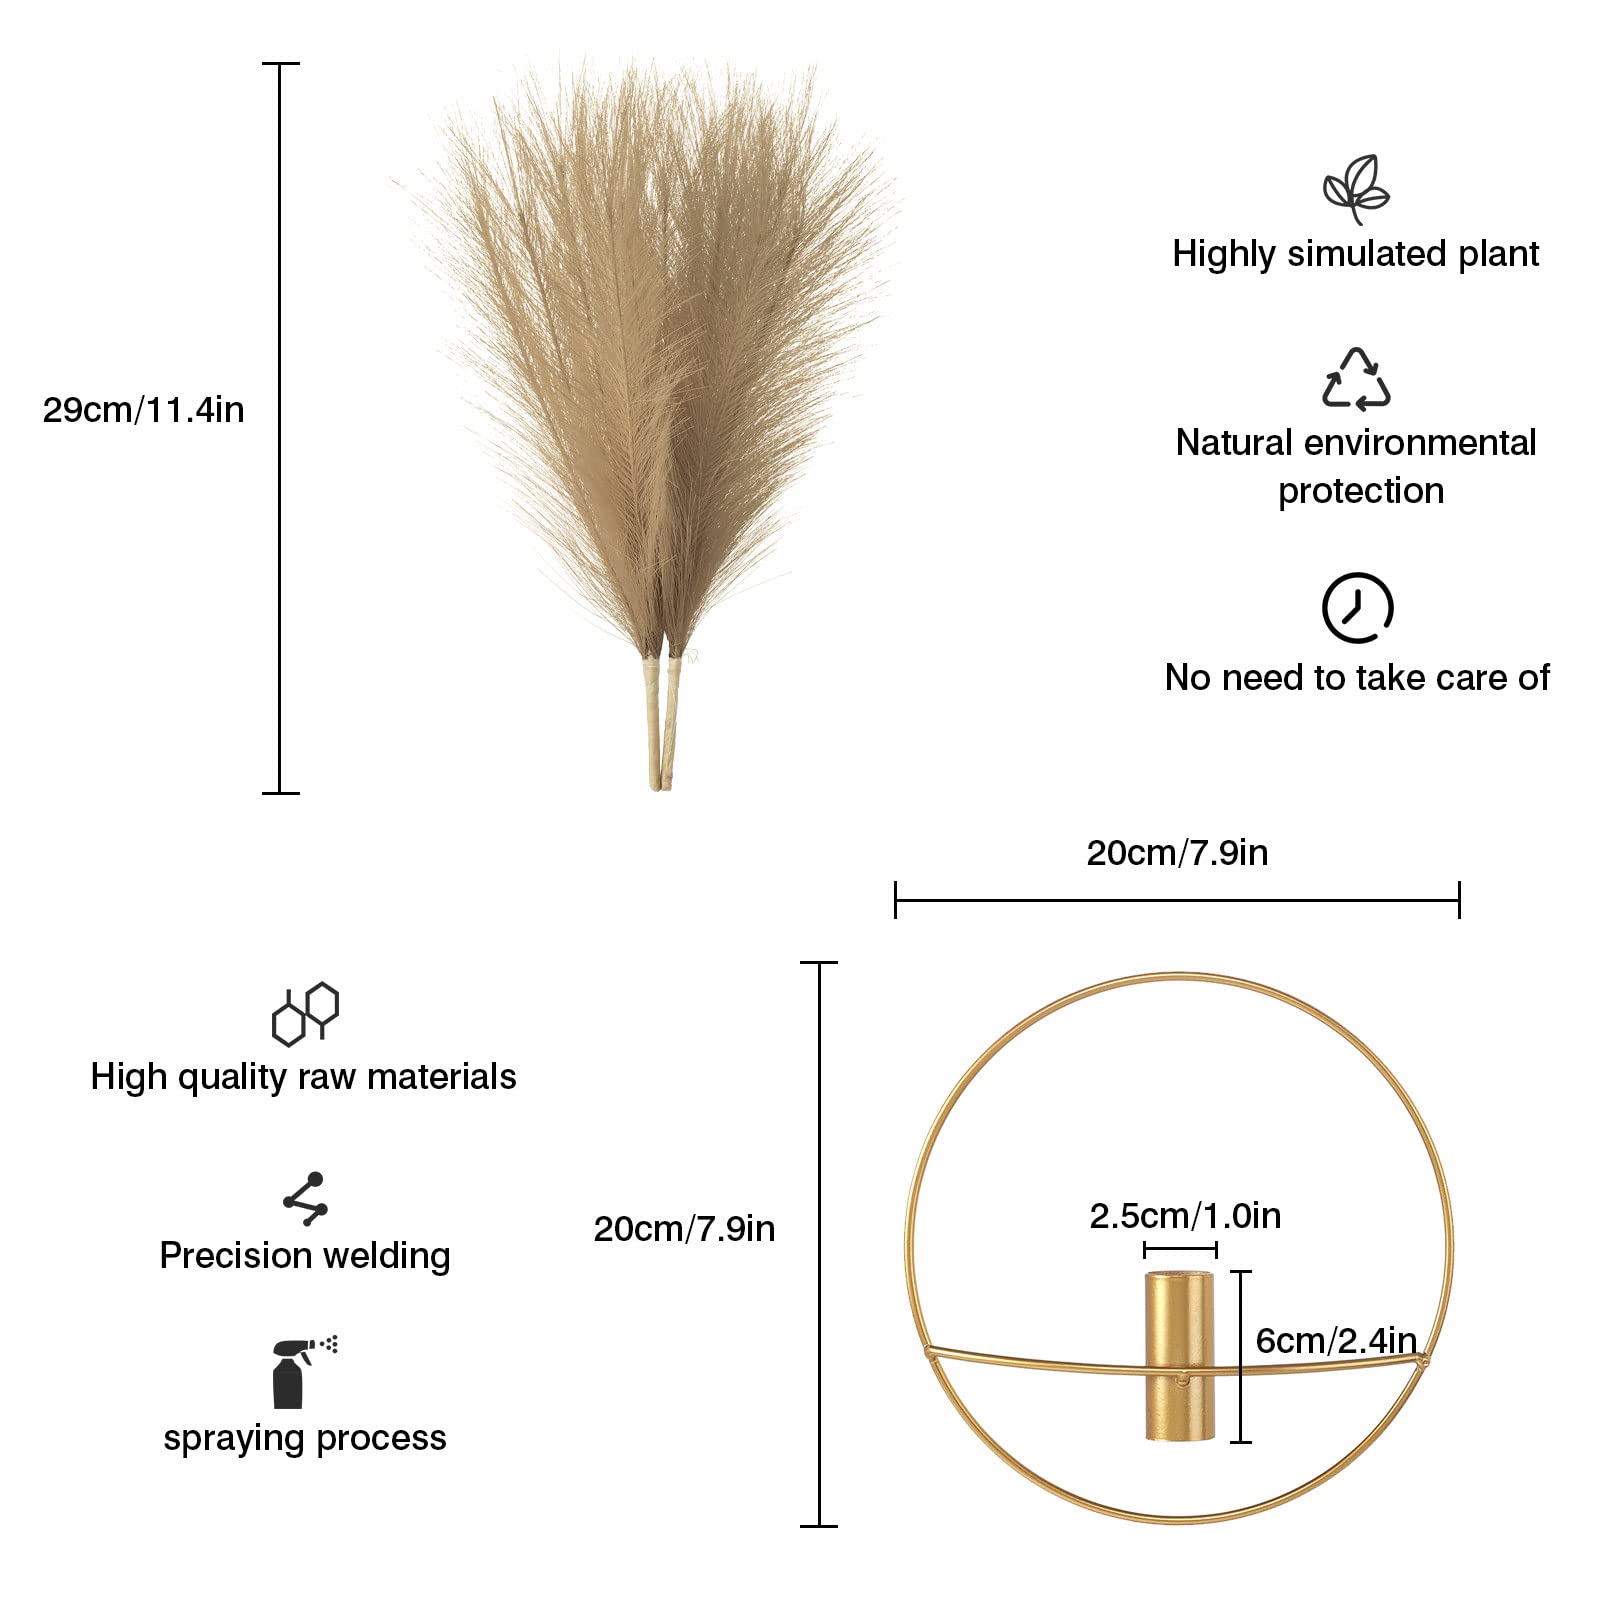 29cm/11.4in
Highly simulated plant
Natural environmental
protection
No need to take care of
20cm/7.9in
High quality raw materials
Precision welding
spraying process
20cm/7.9in
2.5cm/1.0in
6cm/2.4in